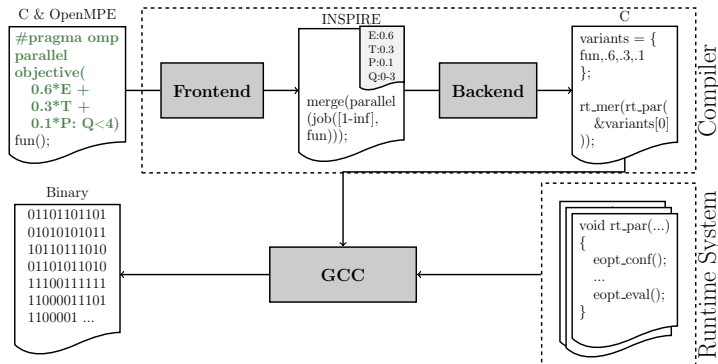 C & OpenMPE
#pragma omp
parallel
objective(
0.6*E +
0.3*T +
0.1*P: Q<4)
fun();
Frontend
INSPIRE
E:0.6
T:0.3
P:0.1
Q:0-3
merge(parallel
(job([1-inf],
fun)));
Backend
C
variants = {
fun,.6,.3,.1
};
rt_mer(rt_par(
&variants[0]
));
Compiler
Binary
01101101101
01010101011
10110111010
01101011010
11100111111
11000011101
1100001 ...
GCC
void rt_par(...)
{
eopt_conf();
...
eopt_eval();
}
Runtime System